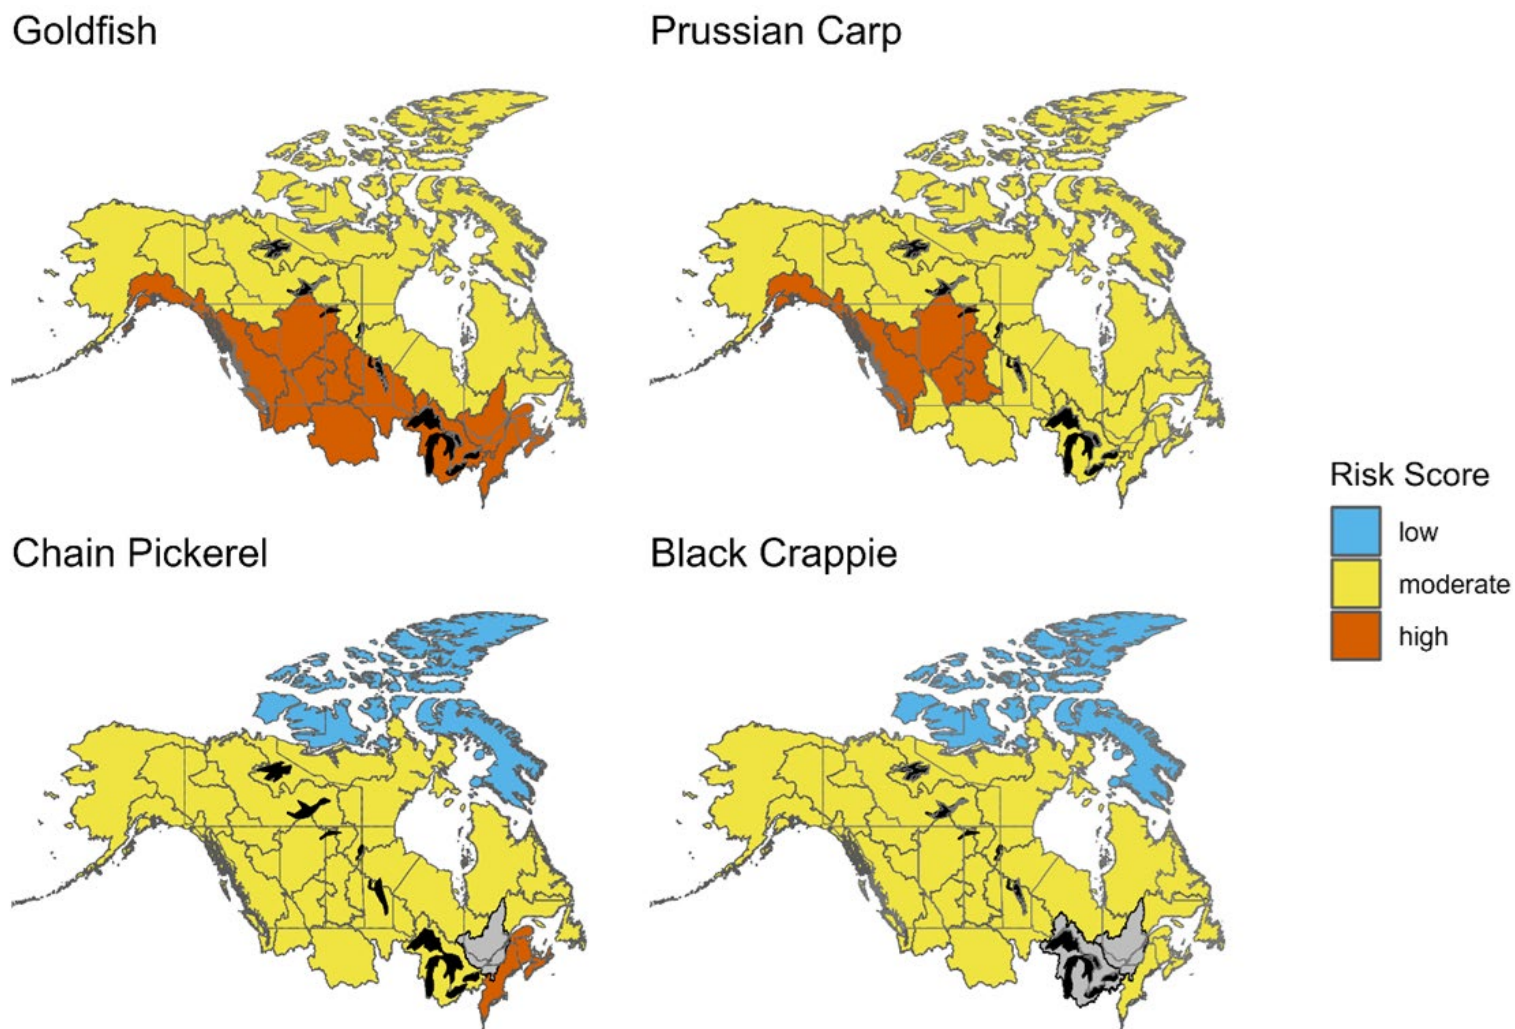 Goldfish
Prussian Carp
Chain Pickerel
Black Crappie
Risk Score
low
moderate
high